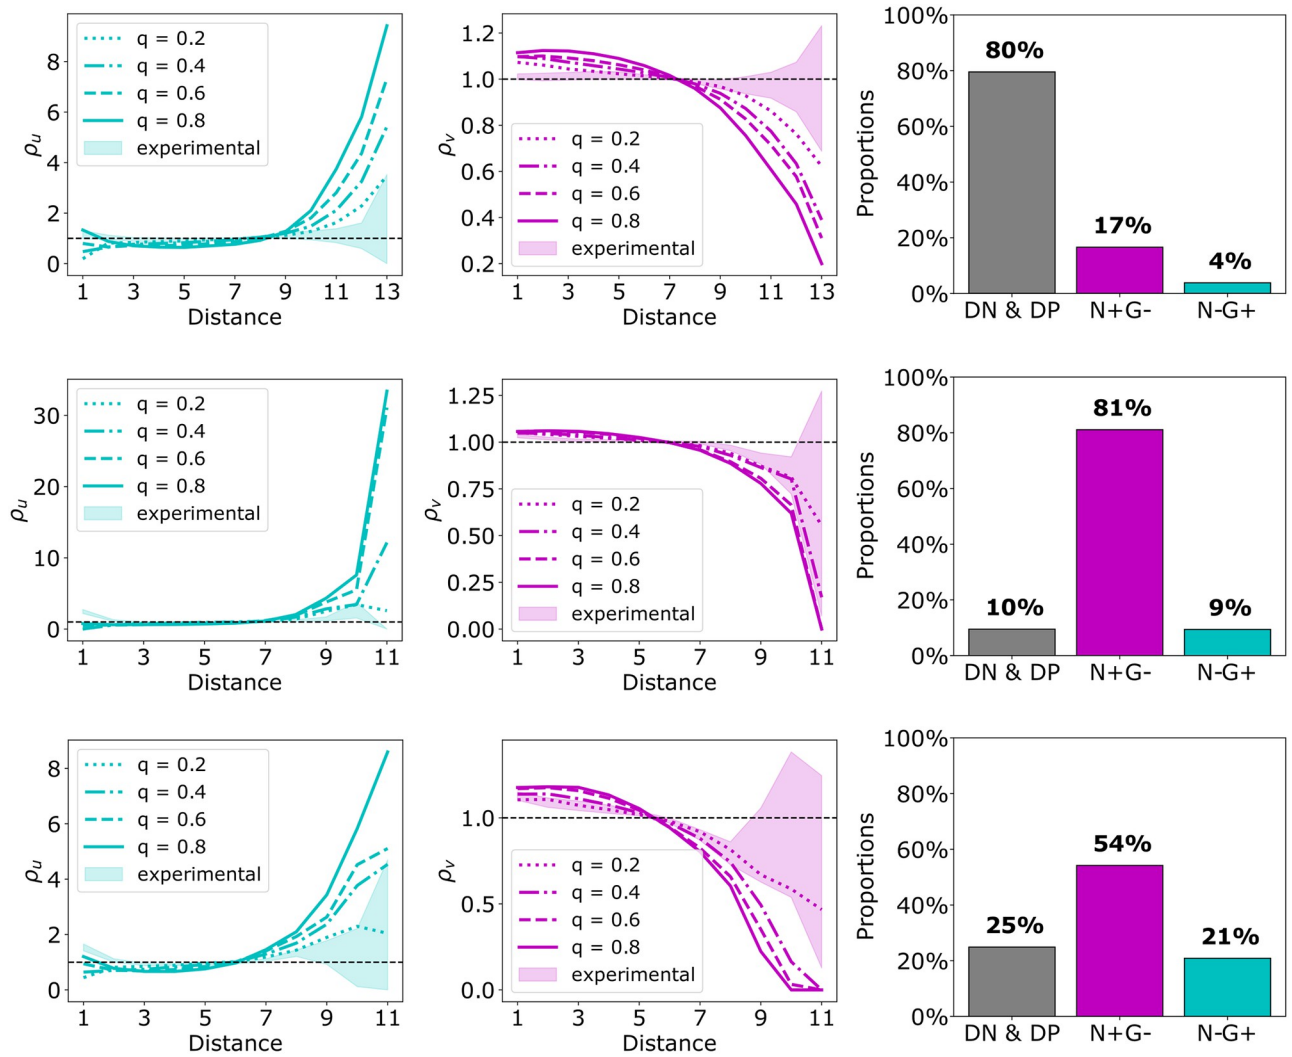 q = 0.2
q = 0.4
q = 0.6
q = 0.8
experimental
ρu
8
6
4
2
0
1 3 5 7 9 11 13
Distance
q = 0.2
q = 0.4
q = 0.6
q = 0.8
experimental
ρv
1.2
1.0
0.8
0.6
0.4
0.2
1 3 5 7 9 11 13
Distance
Proportions
100%
80%
60%
40%
20%
0%
80%
17%
4%
DN & DP N+G- N-G+
q = 0.2
q = 0.4
q = 0.6
q = 0.8
experimental
ρu
30
20
10
0
1 3 5 7 9 11
Distance
q = 0.2
q = 0.4
q = 0.6
q = 0.8
experimental
ρv
1.25
1.00
0.75
0.50
0.25
0.00
1 3 5 7 9 11
Distance
Proportions
100%
80%
60%
40%
20%
0%
10%
81%
9%
DN & DP N+G- N-G+
q = 0.2
q = 0.4
q = 0.6
q = 0.8
experimental
ρu
8
6
4
2
0
1 3 5 7 9 11
Distance
q = 0.2
q = 0.4
q = 0.6
q = 0.8
experimental
ρv
1.0
0.5
0.0
1 3 5 7 9 11
Distance
Proportions
100%
80%
60%
40%
20%
0%
25%
54%
21%
DN & DP N+G- N-G+